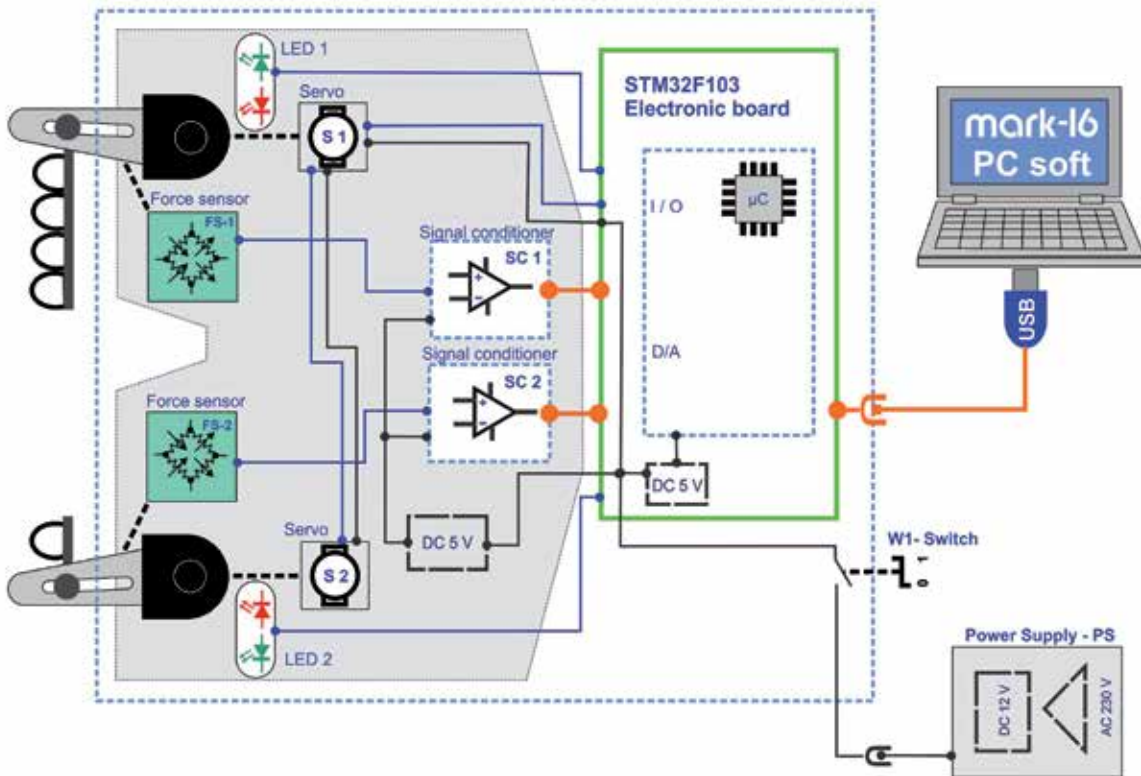 LED 1
Servo
S 1
STM32F103
Electronic board
mark-16
PC soft
Force sensor
FS-1
I / O
µC
Signal conditioner
SC 1
+
−
USB
D/A
Signal conditioner
SC 2
+
−
Force sensor
FS-2
DC 5 V
Servo
DC 5 V
S 2
W1- Switch
0 1
LED 2
Power Supply - PS
DC 12 V
AC 230 V